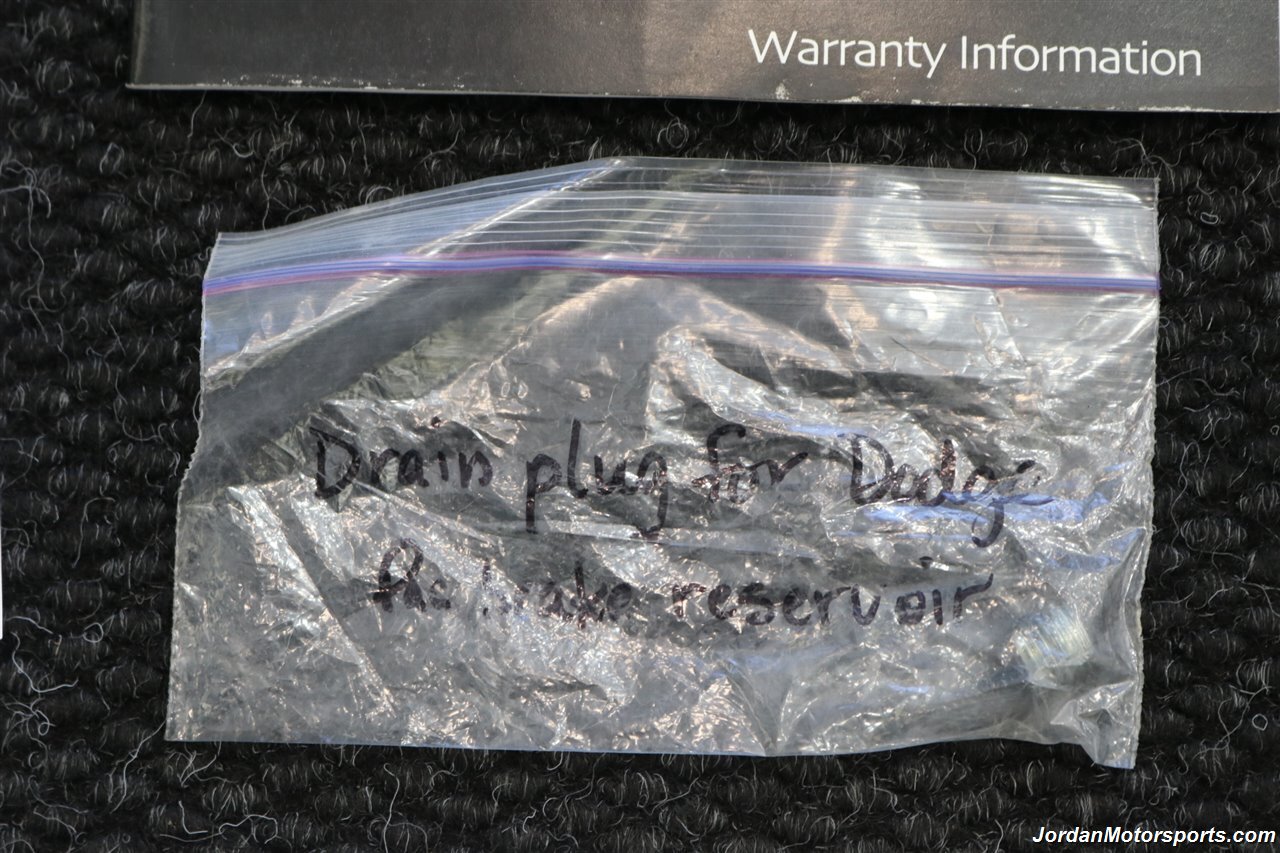 Warranty Information
Drain plug for Dodge
reservoir
JordanMotorsports.com